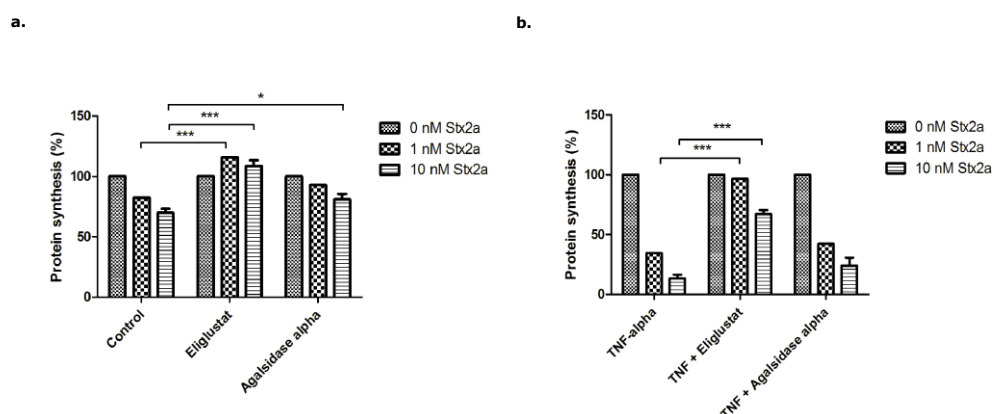 a.
Protein synthesis (%)
150
100
50
0
***
***
*
Control
Eliglustat
Agalsidase alpha
0 nM Stx2a
1 nM Stx2a
10 nM Stx2a
b.
Protein synthesis (%)
150
100
50
0
***
***
TNF-alpha
TNF + Eliglustat
TNF + Agalsidase alpha
0 nM Stx2a
1 nM Stx2a
10 nM Stx2a